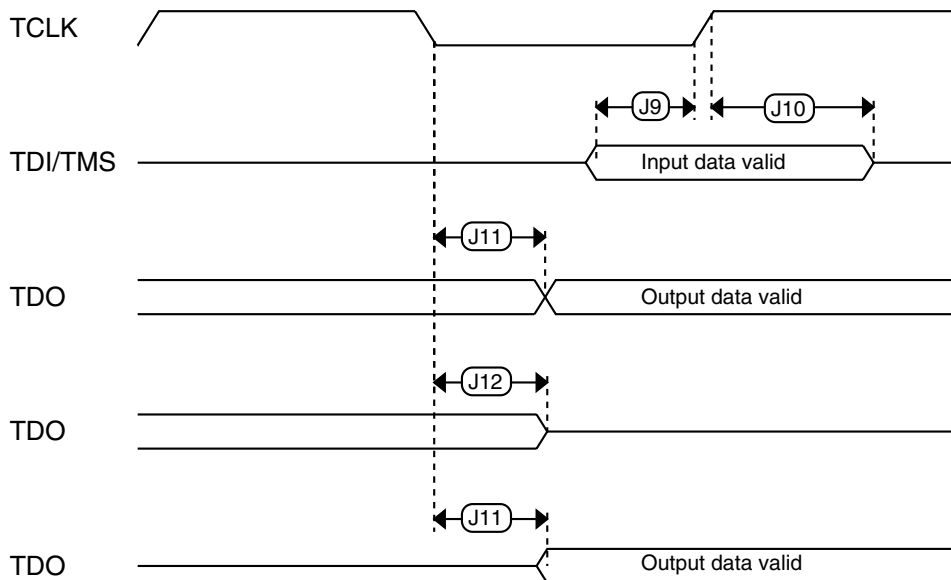 TCLK
J9
J10
TDI/TMS
Input data valid
J11
TDO
Output data valid
J12
TDO
J11
TDO
Output data valid